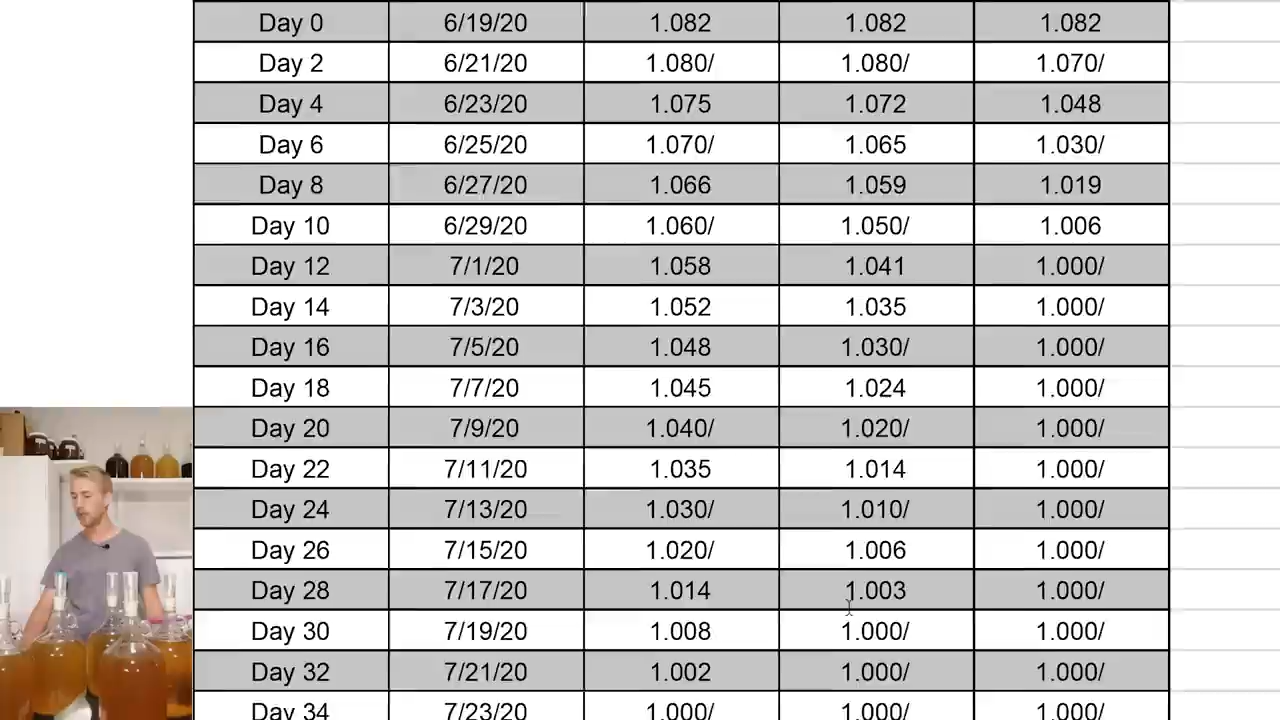 Day 0 6/19/20 1.082 1.082 1.082
Day 2 6/21/20 1.080/ 1.080/ 1.070/
Day 4 6/23/20 1.075 1.072 1.048
Day 6 6/25/20 1.070/ 1.065 1.030/
Day 8 6/27/20 1.066 1.059 1.019
Day 10 6/29/20 1.060/ 1.050/ 1.006
Day 12 7/1/20 1.058 1.041 1.000/
Day 14 7/3/20 1.052 1.035 1.000/
Day 16 7/5/20 1.048 1.030/ 1.000/
Day 18 7/7/20 1.045 1.024 1.000/
Day 20 7/9/20 1.040/ 1.020/ 1.000/
Day 22 7/11/20 1.035 1.014 1.000/
Day 24 7/13/20 1.030/ 1.010/ 1.000/
Day 26 7/15/20 1.020/ 1.006 1.000/
Day 28 7/17/20 1.014 1.003 1.000/
Day 30 7/19/20 1.008 1.000/ 1.000/
Day 32 7/21/20 1.002 1.000/ 1.000/
Day 34 7/23/20 1.000/ 1.000/ 1.000/